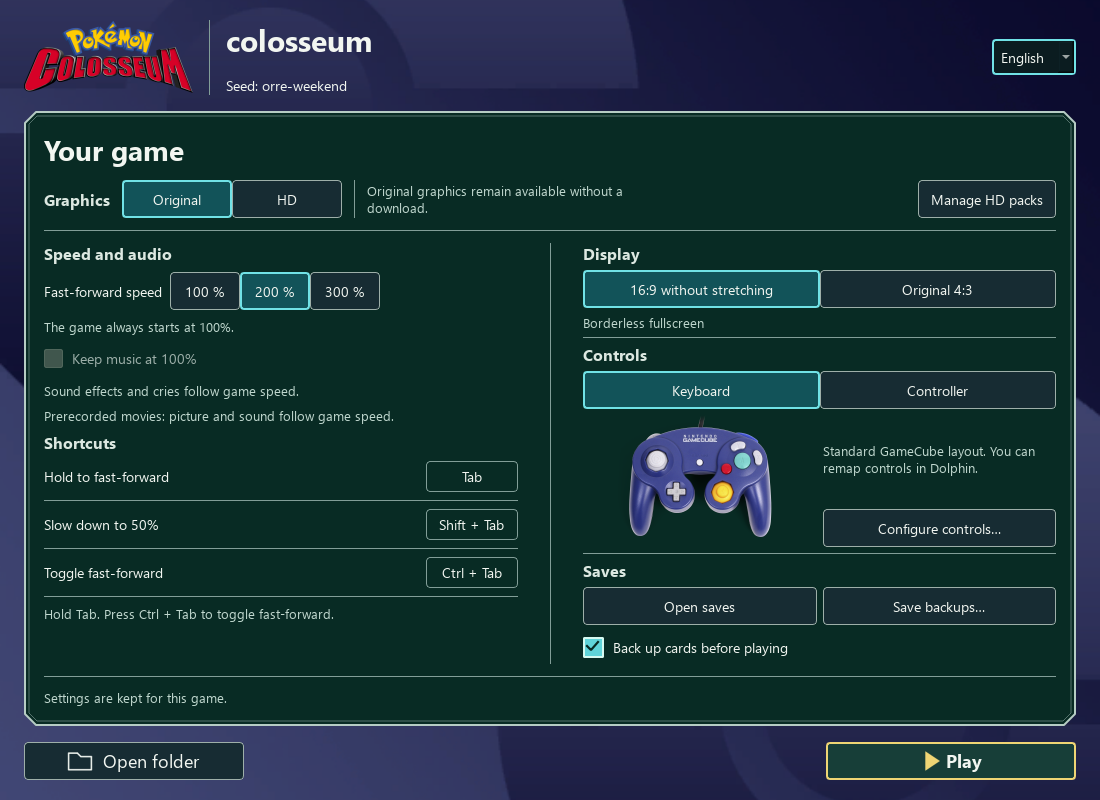 POKÉMON
COLOSSEUM
colosseum
Seed: orre-weekend
English
Your game
Graphics
Original
HD
Original graphics remain available without a
download.
Manage HD packs
Speed and audio
Fast-forward speed
100 %
200 %
300 %
The game always starts at 100%.
Keep music at 100%
Sound effects and cries follow game speed.
Prerecorded movies: picture and sound follow game speed.
Shortcuts
Hold to fast-forward
Tab
Slow down to 50%
Shift + Tab
Toggle fast-forward
Ctrl + Tab
Hold Tab. Press Ctrl + Tab to toggle fast-forward.
Display
16:9 without stretching
Original 4:3
Borderless fullscreen
Controls
Keyboard
Controller
NINTENDO
GAMECUBE
Standard GameCube layout. You can
remap controls in Dolphin.
Configure controls...
Saves
Open saves
Save backups...
Back up cards before playing
Settings are kept for this game.
Open folder
Play